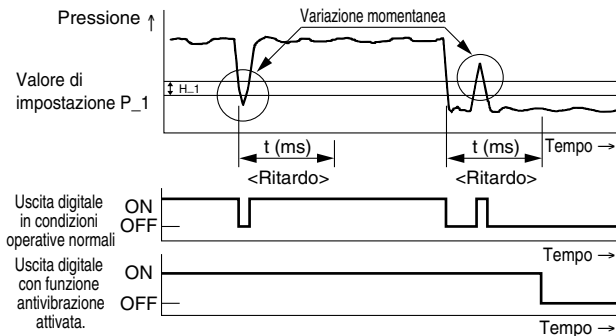 Pressione ↑
Variazione momentanea
Valore di
impostazione P_1
H_1
t (ms)
<Ritardo>
t (ms)
<Ritardo>
Tempo →
Uscita digitale
in condizioni
operative normali
ON
OFF
Tempo →
Uscita digitale
con funzione
antivibrazione
attivata.
ON
OFF
Tempo →